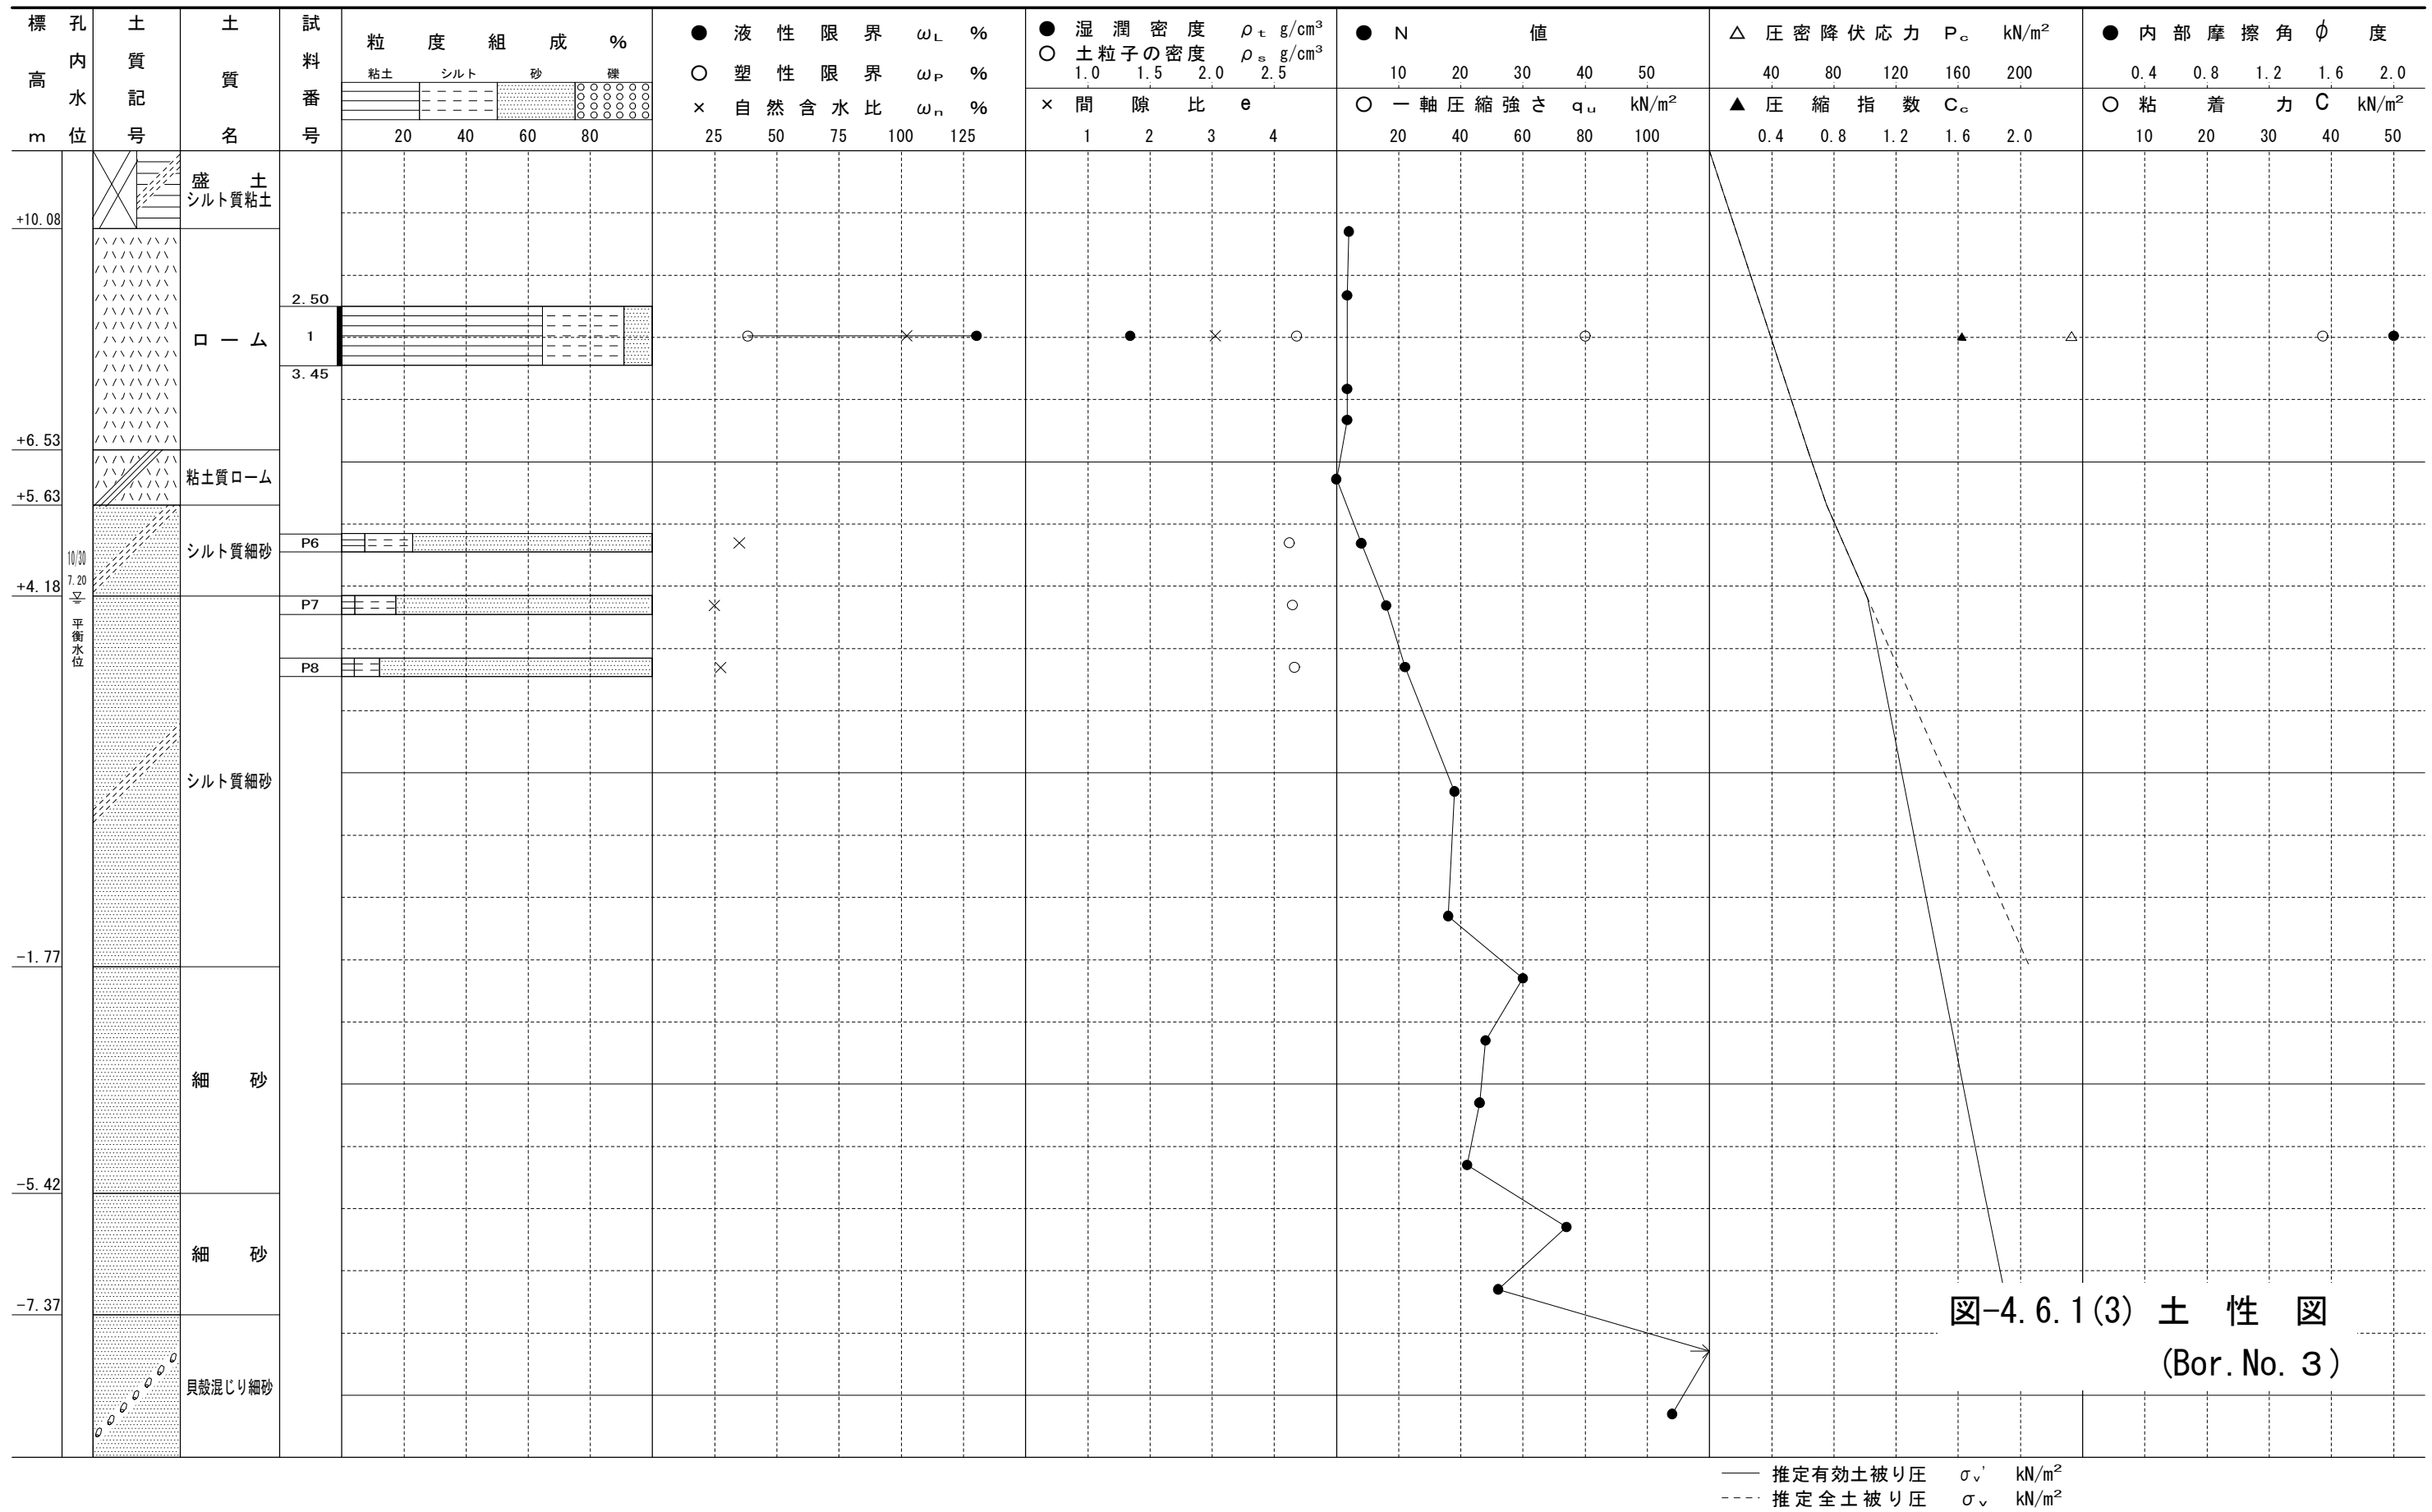 標高 m
孔内水位
土質記号
土質名
試料番号
粒度組成 %
粘土 シルト 砂 礫
20 40 60 80
● 液性限界 ωL %
○ 塑性限界 ωP %
× 自然含水比 ωn %
25 50 75 100 125
● 湿潤密度 ρt g/cm³
○ 土粒子の密度 ρs g/cm³
1.0 1.5 2.0 2.5
× 間隙比 e
1 2 3 4
● N値
10 20 30 40 50
○ 一軸圧縮強さ qu kN/m²
20 40 60 80 100
△ 圧密降伏応力 Pc kN/m²
40 80 120 160 200
▲ 圧縮指数 Cc
0.4 0.8 1.2 1.6 2.0
● 内部摩擦角 φ 度
0.4 0.8 1.2 1.6 2.0
○ 粘着力 C kN/m²
10 20 30 40 50
盛土
シルト質粘土
+10.08
2.50
ローム
1
3.45
+6.53
粘土質ローム
+5.63
シルト質細砂
P6
10/30
7.20
+4.18
P7
平衡水位
P8
シルト質細砂
-1.77
細砂
-5.42
細砂
-7.37
貝殻混じり細砂
図-4.6.1(3) 土性図
(Bor.No.3)
推定有効土被り圧 σv' kN/m²
推定全土被り圧 σv kN/m²